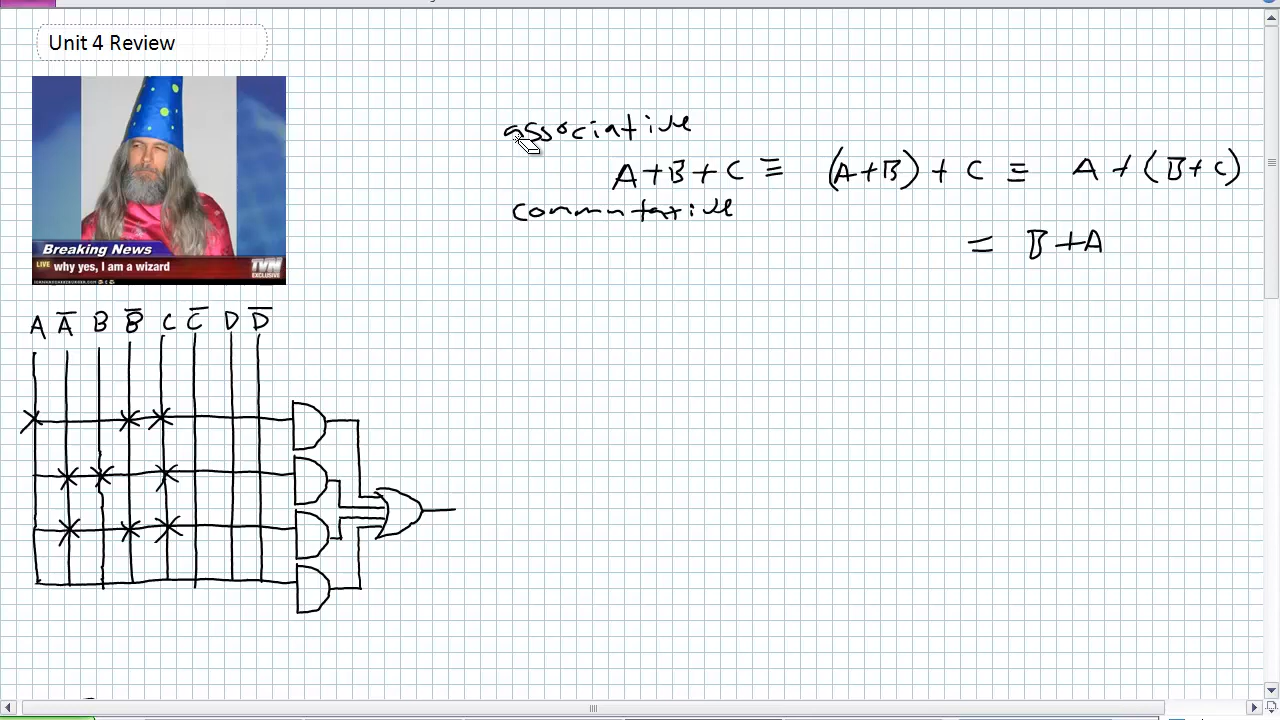 Unit 4 Review
Breaking News
LIVE why yes, I am a wizard
TVN
EXCLUSIVE
associative
A+B+C ≡ (A+B)+C ≡ A+(B+C)
commutative
= B+A
A A̅ B B̅ C C̅ D D̅